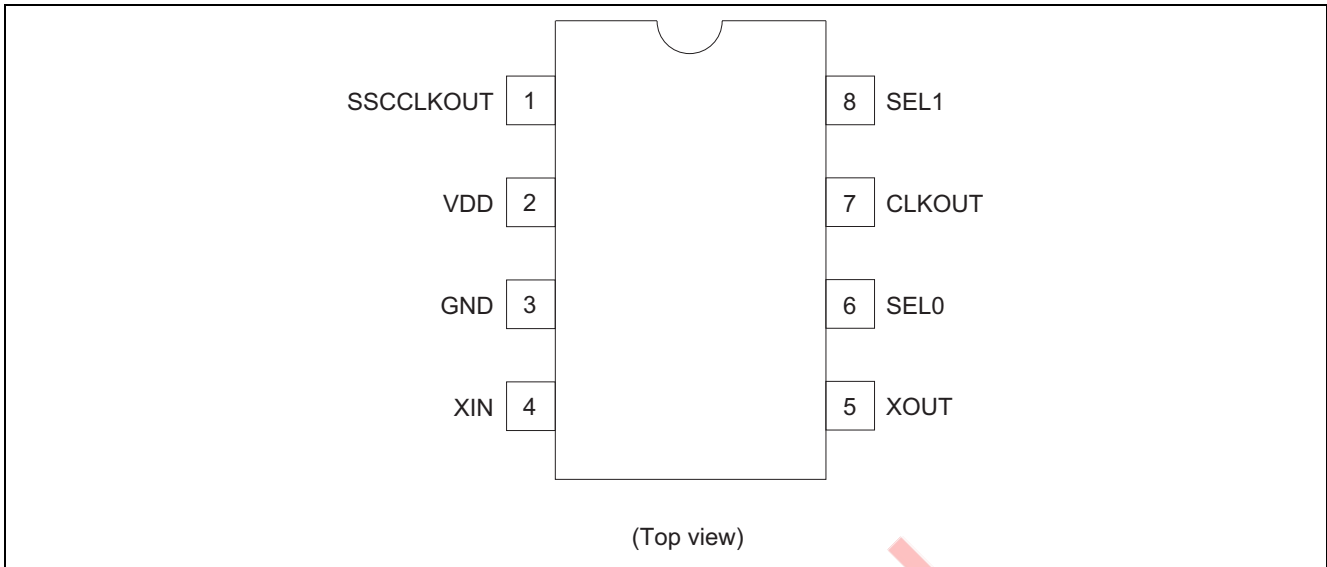 SSCCLKOUT 1 8 SEL1
VDD 2 7 CLKOUT
GND 3 6 SEL0
XIN 4 5 XOUT
(Top view)